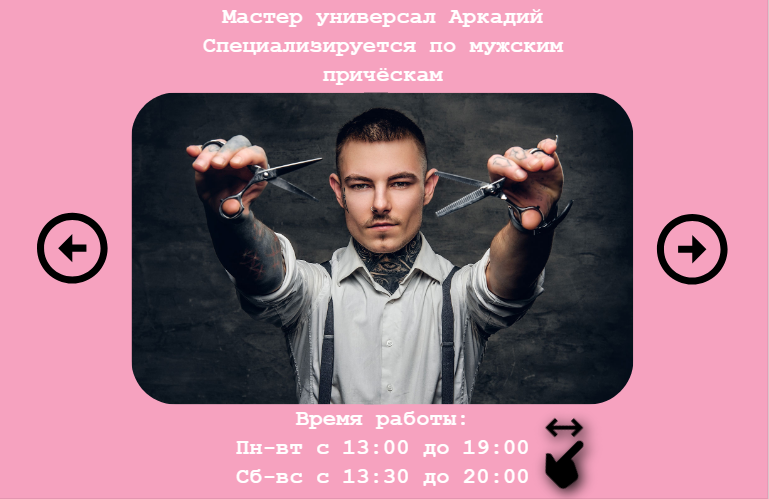 Мастер универсал Аркадий
Специализируется по мужским
причёскам
Время работы:
Пн-вт с 13:00 до 19:00
Сб-вс с 13:30 до 20:00